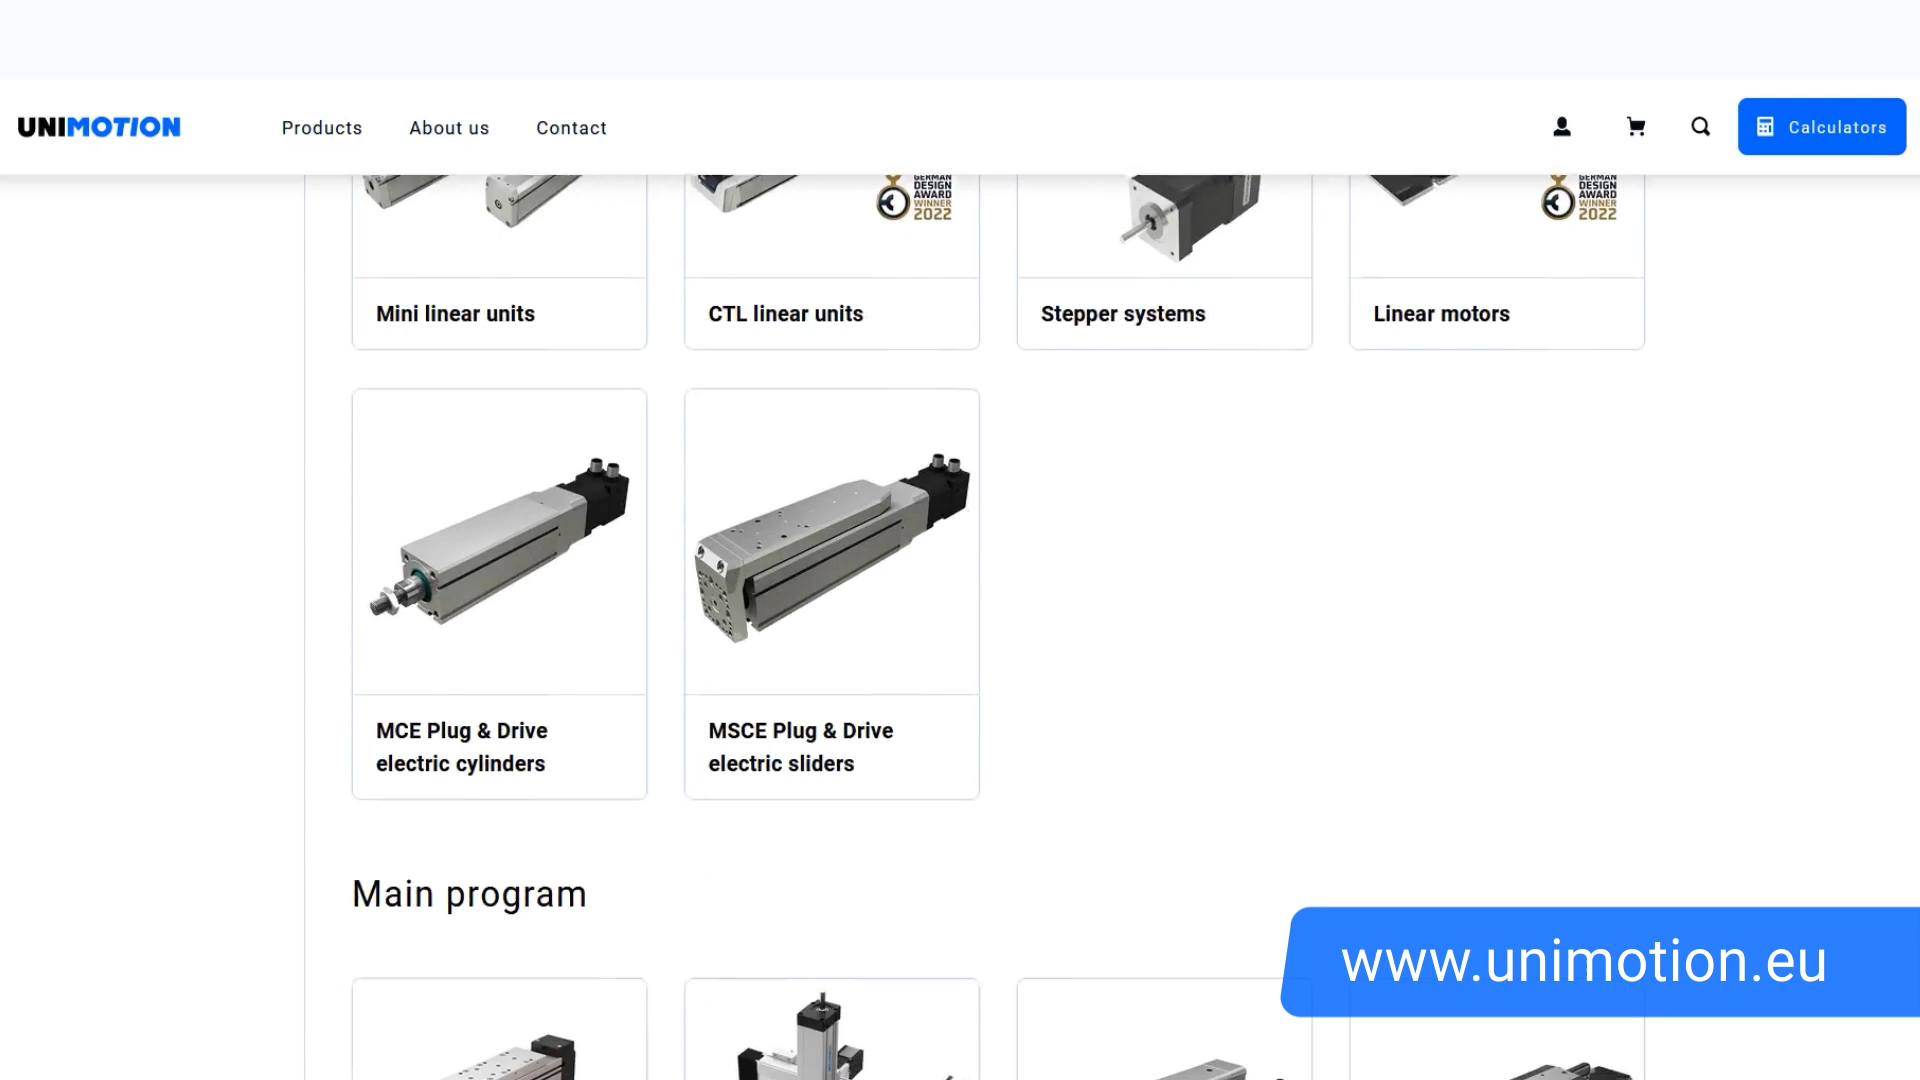 UNIMOTION
Products
About us
Contact
Calculators
GERMAN
DESIGN
AWARD
WINNER
2022
GERMAN
DESIGN
AWARD
WINNER
2022
Mini linear units
CTL linear units
Stepper systems
Linear motors
MCE Plug & Drive
electric cylinders
MSCE Plug & Drive
electric sliders
Main program
www.unimotion.eu